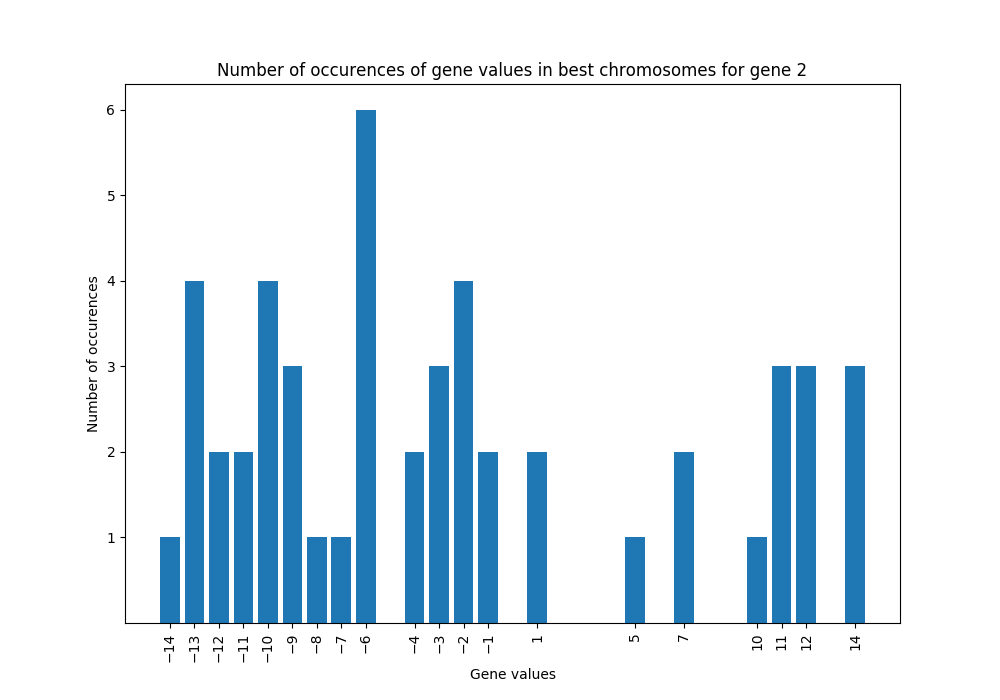 Number of occurences of gene values in best chromosomes for gene 2
6
5
4
3
2
1
Number of occurences
−14 −13 −12 −11 −10 −9 −8 −7 −6 −4 −3 −2 −1 1 5 7 10 11 12 14
Gene values